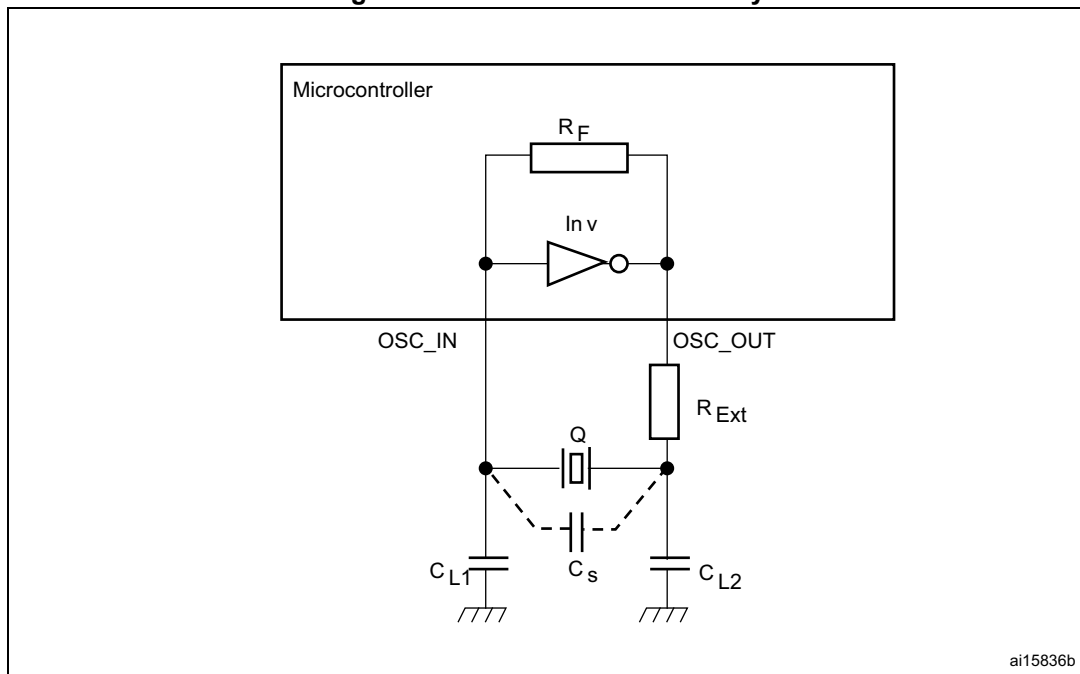 Microcontroller
R F
In v
OSC_IN
OSC_OUT
R Ext
Q
C L1
C s
C L2
ai15836b